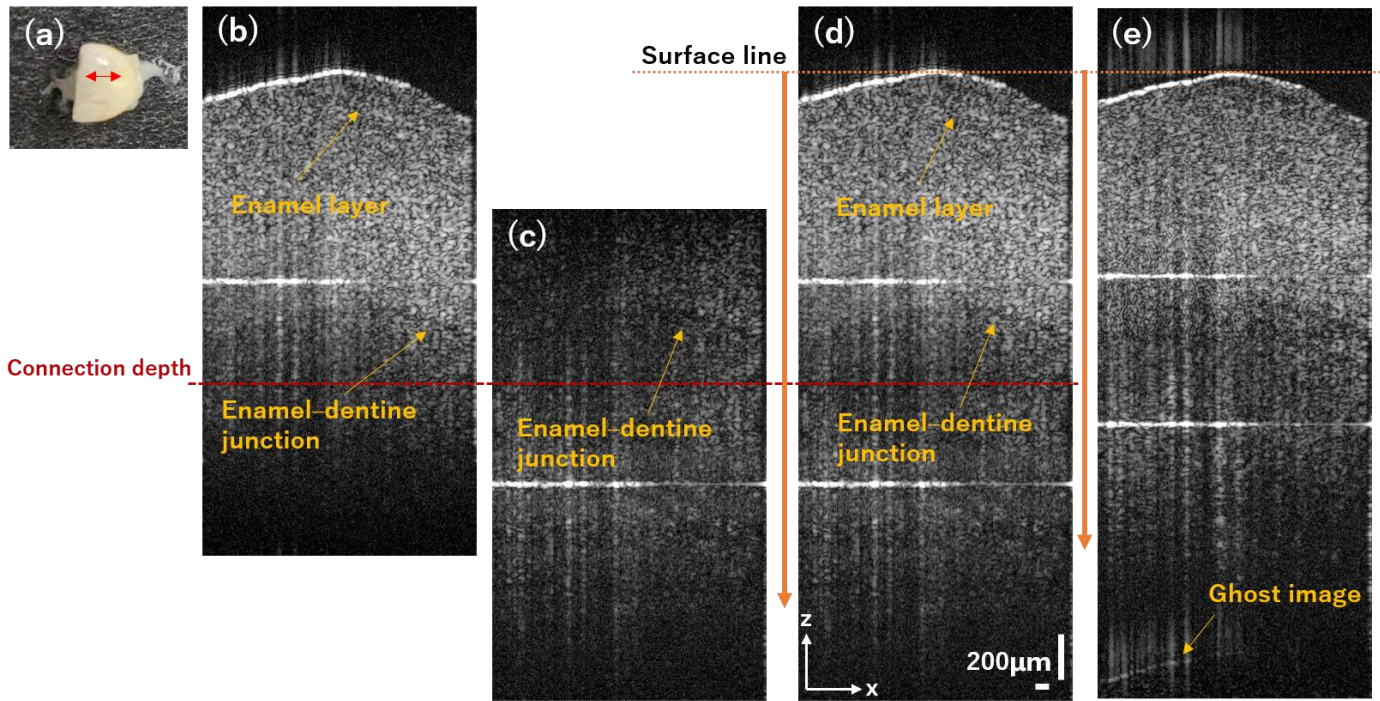 (a)
(b)
(c)
(d)
(e)
Surface line
Enamel layer
Enamel layer
Connection depth
Enamel–dentine
junction
Enamel–dentine
junction
Enamel–dentine
junction
Ghost image
z
x
200μm